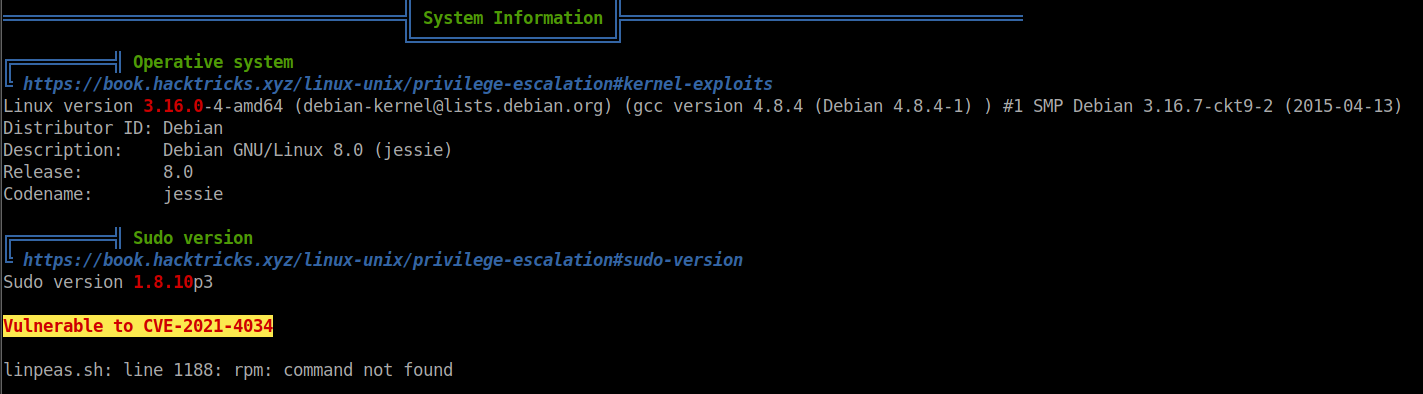 System Information
Operative system
https://book.hacktricks.xyz/linux-unix/privilege-escalation#kernel-exploits
Linux version 3.16.0-4-amd64 (debian-kernel@lists.debian.org) (gcc version 4.8.4 (Debian 4.8.4-1) ) #1 SMP Debian 3.16.7-ckt9-2 (2015-04-13)
Distributor ID: Debian
Description:    Debian GNU/Linux 8.0 (jessie)
Release:        8.0
Codename:       jessie
Sudo version
https://book.hacktricks.xyz/linux-unix/privilege-escalation#sudo-version
Sudo version 1.8.10p3
Vulnerable to CVE-2021-4034
linpeas.sh: line 1188: rpm: command not found